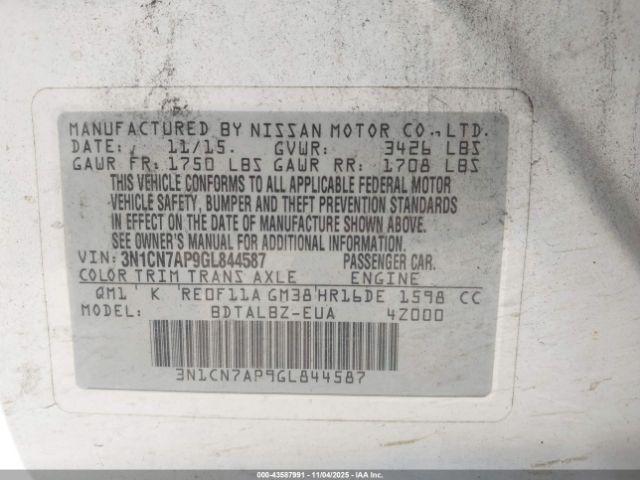 MANUFACTURED BY NISSAN MOTOR CO., LTD.
DATE: 11/15. GVWR: 3426 LBS
GAWR FR: 1750 LBS GAWR RR: 1708 LBS
THIS VEHICLE CONFORMS TO ALL APPLICABLE FEDERAL MOTOR
VEHICLE SAFETY, BUMPER AND THEFT PREVENTION STANDARDS
IN EFFECT ON THE DATE OF MANUFACTURE SHOWN ABOVE.
SEE OWNER'S MANUAL FOR ADDITIONAL INFORMATION
VIN: 3N1CN7AP9GL844587 PASSENGER CAR.
COLOR TRIM TRANS AXLE ENGINE
QM1 K RE0F11A GM38 HR16DE 1598 CC
MODEL: BDTALBZ-EUA 4Z000
3N1CN7AP9GL844587
000-43587991 - 11/04/2025 - IAAI.COM